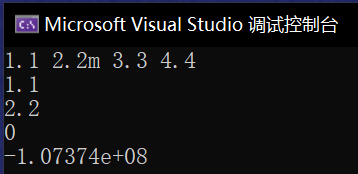 Microsoft Visual Studio 调试控制台
1.1 2.2m 3.3 4.4
1.1
2.2
0
-1.07374e+08